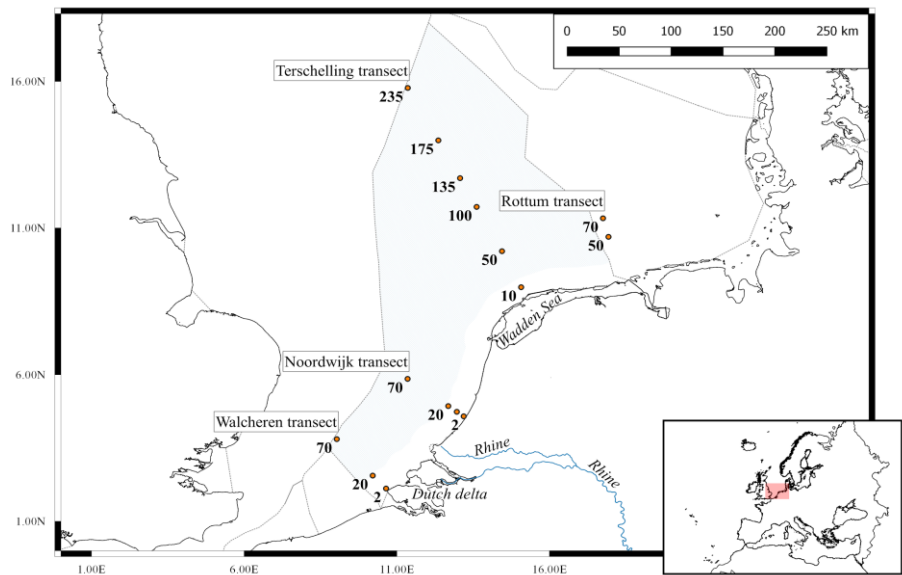 0 50 100 150 200 250 km
16.00N
Terschelling transect
235
175
135
100
Rottum transect
11.00N
70
50
50
10
Wadden Sea
Noordwijk transect
6.00N
70
20
2
Walcheren transect
70
Rhine
Rhine
20
2
Dutch delta
1.00N
1.00E 6.00E 11.00E 16.00E